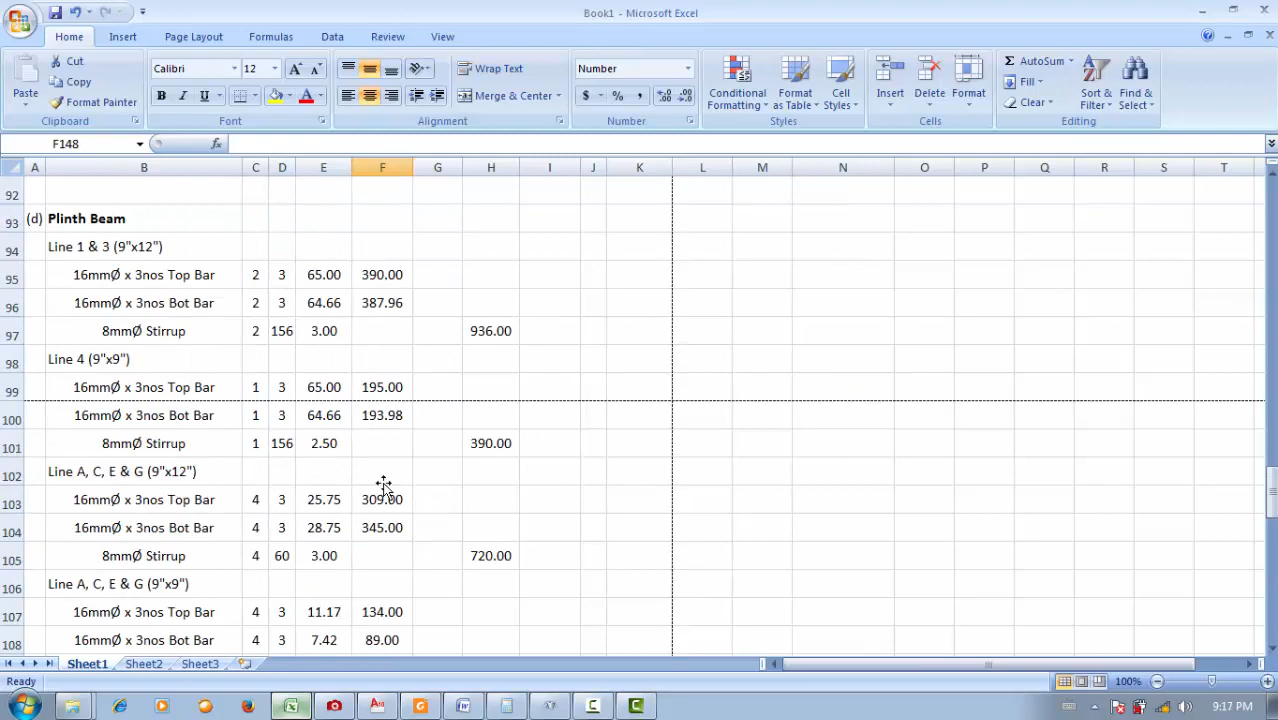 Book1 - Microsoft Excel
Home Insert Page Layout Formulas Data Review View
Paste Cut Calibri 12 Wrap Text Number Conditional Formatting Format as Table Cell Styles Insert Delete Format Σ AutoSum Sort & Filter Find & Select
Copy Fill
Format Painter B I U Merge & Center $ % , Clear
Clipboard Font Alignment Number Styles Cells Editing
F148 fx
A B C D E F G H I J K L M N O P Q R S T
92
93 (d) Plinth Beam
94 Line 1 & 3 (9"x12")
95 16mmØ x 3nos Top Bar 2 3 65.00 390.00
96 16mmØ x 3nos Bot Bar 2 3 64.66 387.96
97 8mmØ Stirrup 2 156 3.00 936.00
98 Line 4 (9"x9")
99 16mmØ x 3nos Top Bar 1 3 65.00 195.00
100 16mmØ x 3nos Bot Bar 1 3 64.66 193.98
101 8mmØ Stirrup 1 156 2.50 390.00
102 Line A, C, E & G (9"x12")
103 16mmØ x 3nos Top Bar 4 3 25.75 309.00
104 16mmØ x 3nos Bot Bar 4 3 28.75 345.00
105 8mmØ Stirrup 4 60 3.00 720.00
106 Line A, C, E & G (9"x9")
107 16mmØ x 3nos Top Bar 4 3 11.17 134.00
108 16mmØ x 3nos Bot Bar 4 3 7.42 89.00
Sheet1 Sheet2 Sheet3
Ready 100%
9:17 PM